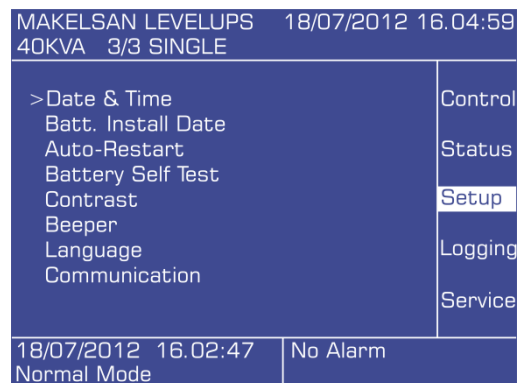 MAKELSAN LEVELUPS 18/07/2012 16.04:59
40KVA 3/3 SINGLE
>Date & Time
Batt. Install Date
Auto-Restart
Battery Self Test
Contrast
Beeper
Language
Communication
Control
Status
Setup
Logging
Service
18/07/2012 16.02:47
Normal Mode
No Alarm